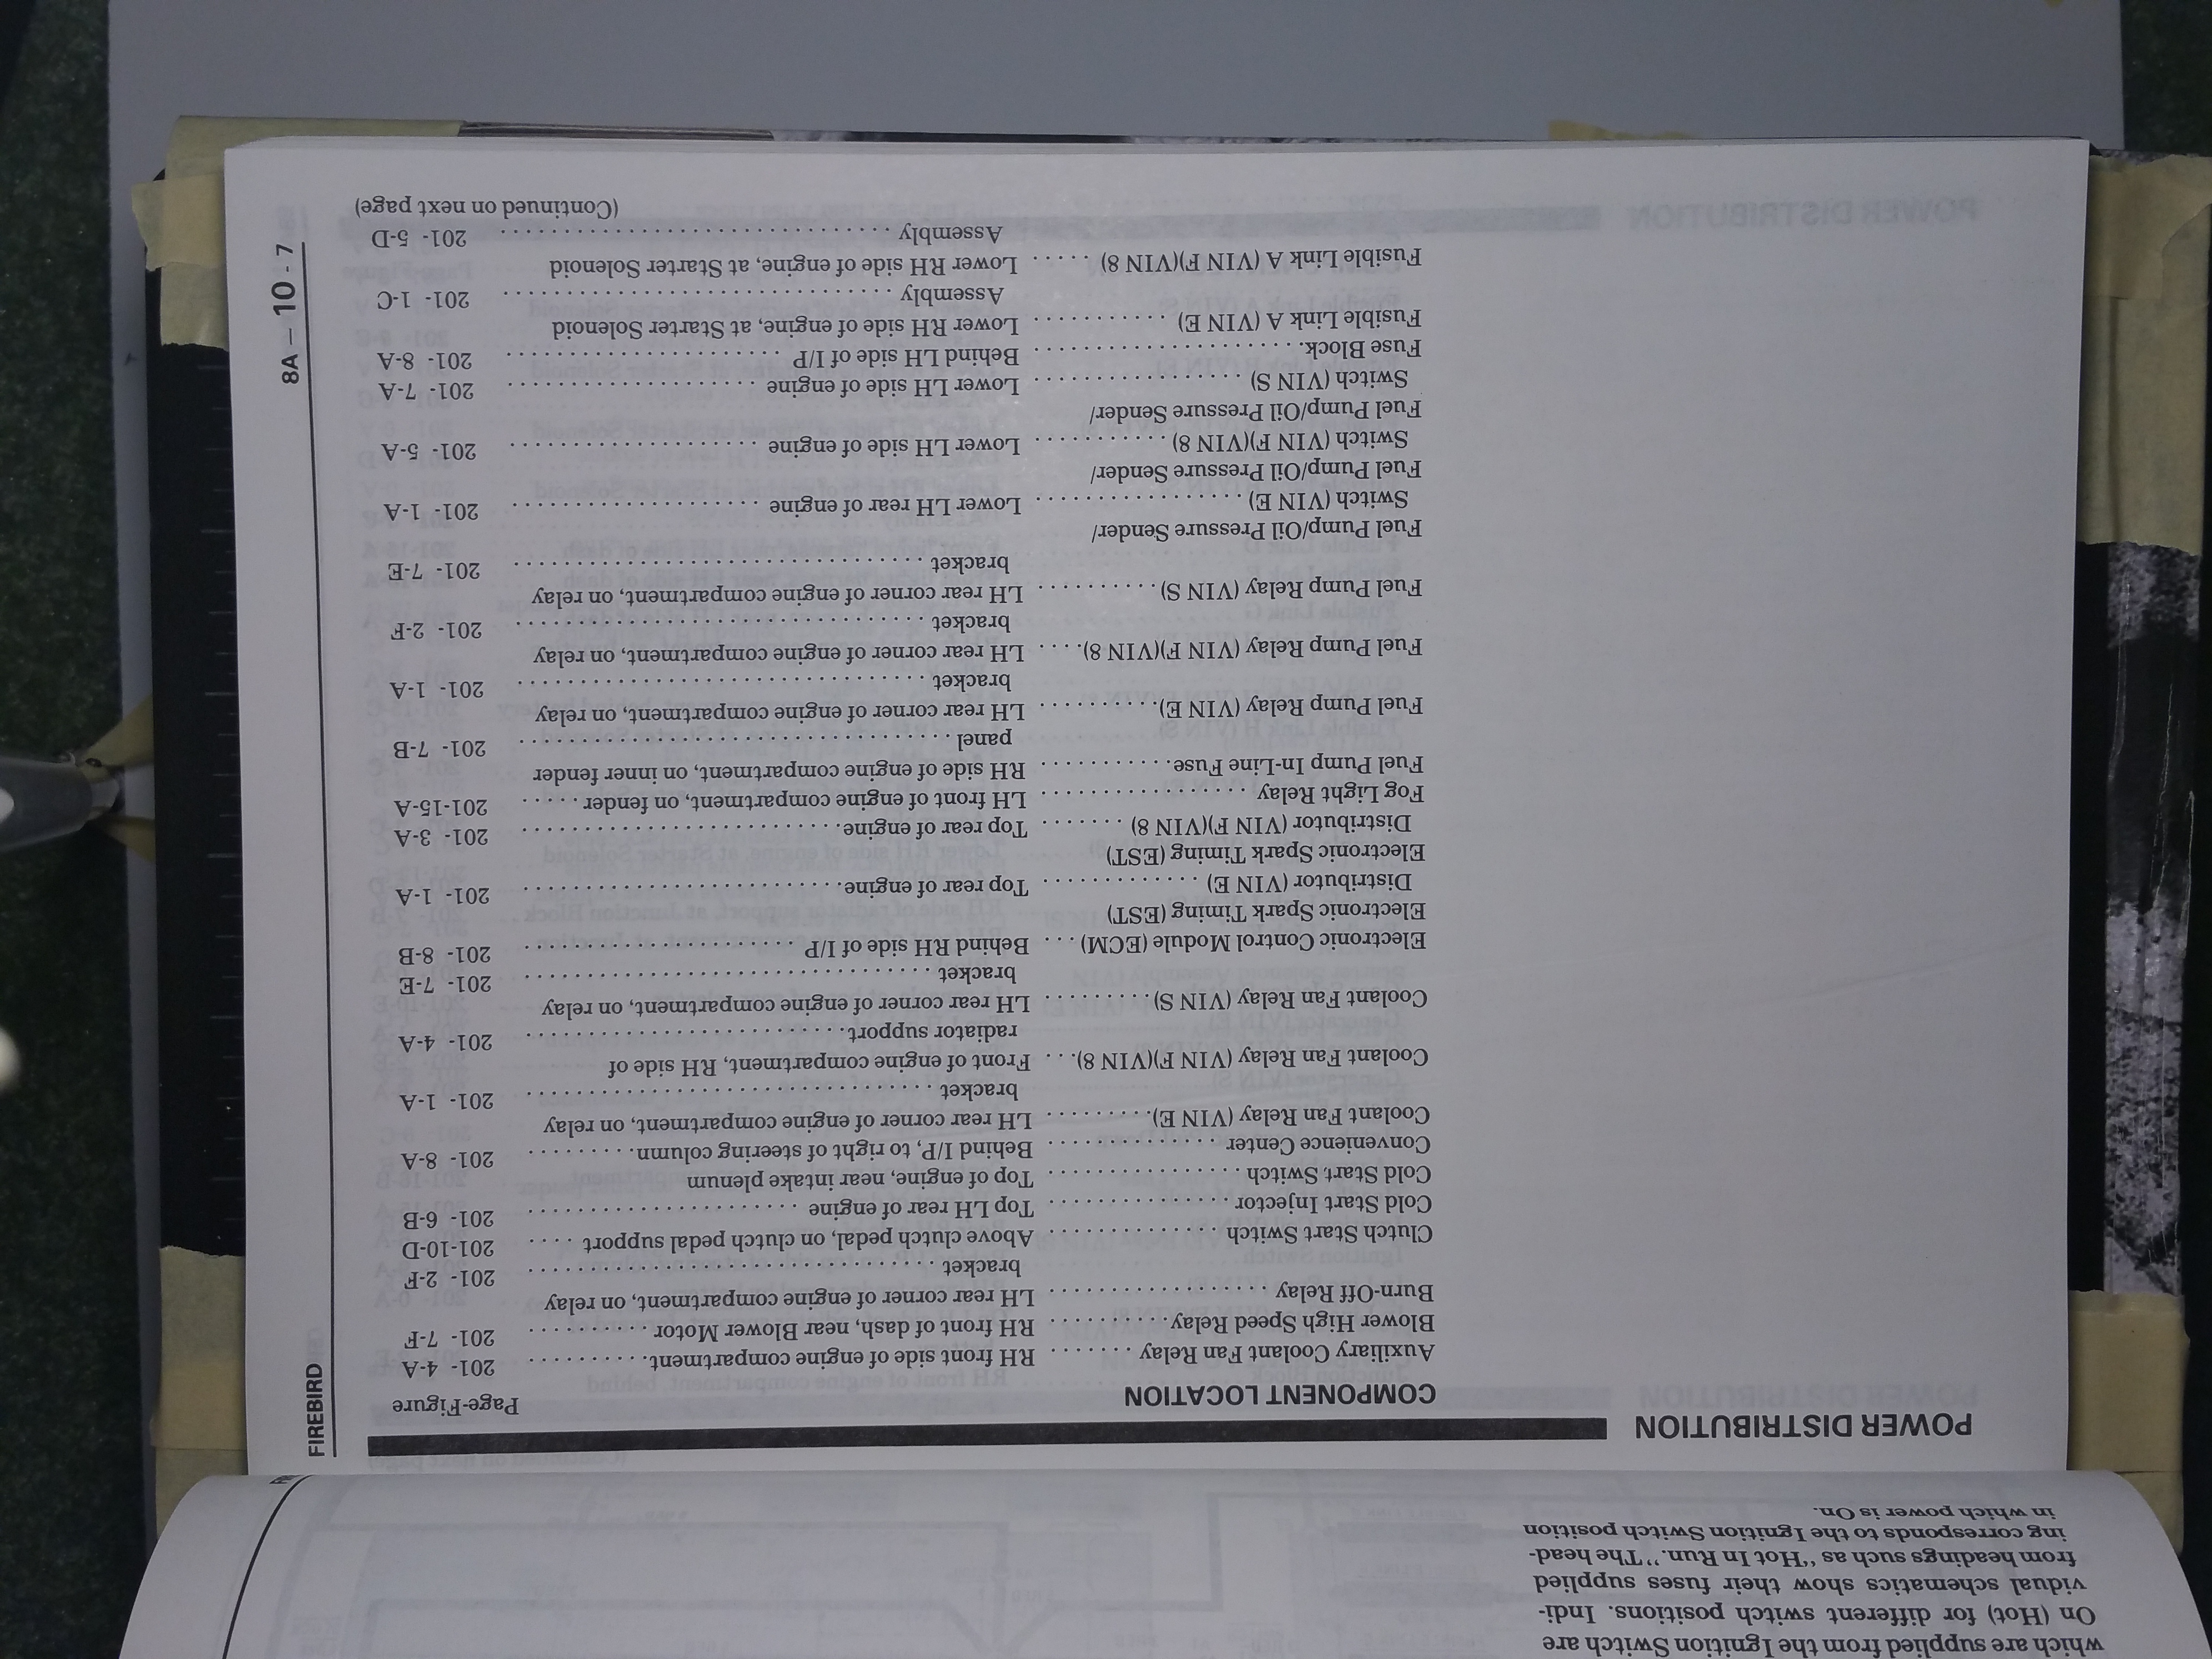 which are supplied from the Ignition Switch are
On (Hot) for different switch positions. Indi-
vidual schematics show their fuses supplied
from headings such as "Hot In Run." The head-
ing corresponds to the Ignition Switch position
in which power is On.
FIREBIRD
POWER DISTRIBUTION
COMPONENT LOCATION Page-Figure
Auxiliary Coolant Fan Relay ....... RH front side of engine compartment. .......... 201- 4-A
Blower High Speed Relay. .......... RH front of dash, near Blower Motor .......... 201- 7-F
Burn-Off Relay .................. LH rear corner of engine compartment, on relay
bracket ................................. 201- 2-F
Clutch Start Switch .............. Above clutch pedal, on clutch pedal support .... 201-10-D
Cold Start Injector ............... Top LH rear of engine ...................... 201- 6-B
Cold Start Switch ................ Top of engine, near intake plenum
Convenience Center .............. Behind I/P, to right of steering column. ......... 201- 8-A
Coolant Fan Relay (VIN E). ......... LH rear corner of engine compartment, on relay
bracket ................................. 201- 1-A
Coolant Fan Relay (VIN F)(VIN 8). .. Front of engine compartment, RH side of
radiator support. .......................... 201- 4-A
Coolant Fan Relay (VIN S) ......... LH rear corner of engine compartment, on relay
bracket ................................. 201- 7-E
Electronic Control Module (ECM) ... Behind RH side of I/P ...................... 201- 8-B
Electronic Spark Timing (EST)
Distributor (VIN E) ............. Top rear of engine. .......................... 201- 1-A
Electronic Spark Timing (EST)
Distributor (VIN F)(VIN 8) ....... Top rear of engine. .......................... 201- 3-A
Fog Light Relay ................. LH front of engine compartment, on fender ..... 201-15-A
Fuel Pump In-Line Fuse. ........... RH side of engine compartment, on inner fender
panel .................................. 201- 7-B
Fuel Pump Relay (VIN E). ......... LH rear corner of engine compartment, on relay
bracket ................................. 201- 1-A
Fuel Pump Relay (VIN F)(VIN 8). ... LH rear corner of engine compartment, on relay
bracket ................................. 201- 2-F
Fuel Pump Relay (VIN S) .......... LH rear corner of engine compartment, on relay
bracket ................................. 201- 7-E
Fuel Pump/Oil Pressure Sender/
Switch (VIN E) ................. Lower LH rear of engine .................... 201- 1-A
Fuel Pump/Oil Pressure Sender/
Switch (VIN F)(VIN 8) ............ Lower LH side of engine .................... 201- 5-A
Fuel Pump/Oil Pressure Sender/
Switch (VIN S) ................. Lower LH side of engine .................... 201- 7-A
Fuse Block. ...................... Behind LH side of I/P ...................... 201- 8-A
Fusible Link A (VIN E) ........... Lower RH side of engine, at Starter Solenoid
Assembly ............................... 201- 1-C
Fusible Link A (VIN F)(VIN 8) ..... Lower RH side of engine, at Starter Solenoid
Assembly ............................... 201- 5-D
(Continued on next page)
8A — 10 - 7